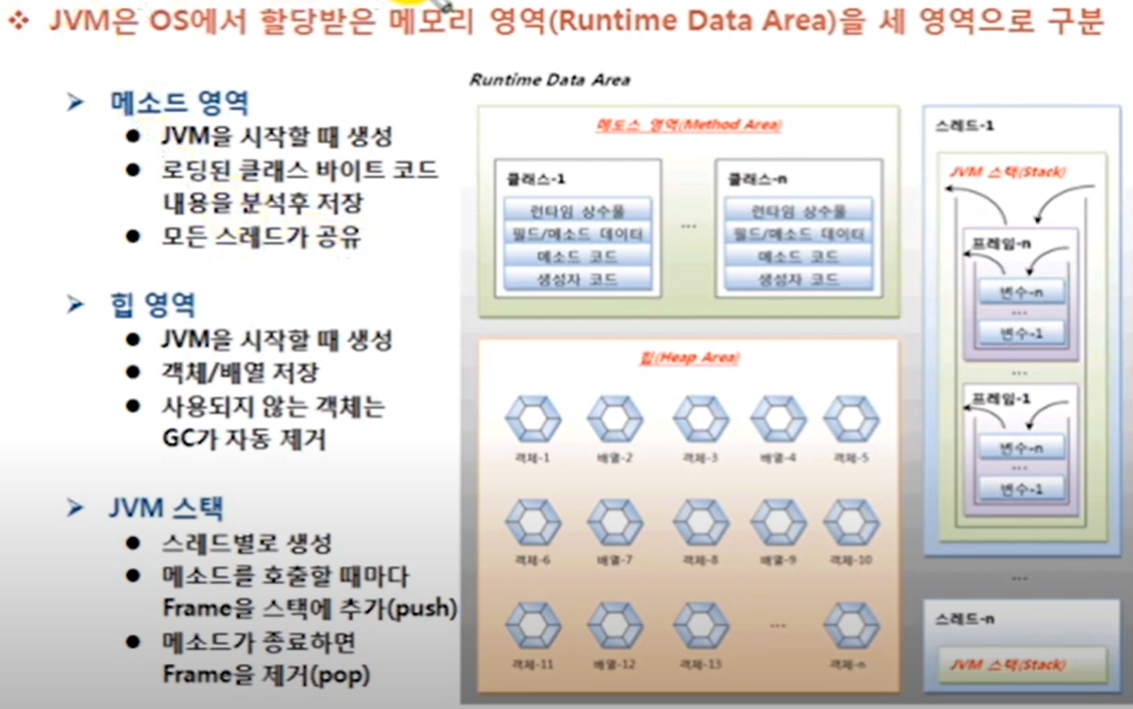 JVM은 OS에서 할당받은 메모리 영역(Runtime Data Area)을 세 영역으로 구분
메소드 영역
JVM을 시작할 때 생성
로딩된 클래스 바이트 코드
내용을 분석후 저장
모든 스레드가 공유
힙 영역
JVM을 시작할 때 생성
객체/배열 저장
사용되지 않는 객체는
GC가 자동 제거
JVM 스택
스레드별로 생성
메소드를 호출할 때마다
Frame을 스택에 추가(push)
메소드가 종료하면
Frame을 제거(pop)
Runtime Data Area
메도스 영역(Method Area)
클래스-1
런타임 상수풀
필드/메소드 데이터
메소드 코드
생성자 코드
...
클래스-n
런타임 상수풀
필드/메소드 데이터
메소드 코드
생성자 코드
힙(Heap Area)
객체-1 배열-2 객체-3 배열-4 객체-5
객체-6 배열-7 객체-8 배열-9 객체-10
객체-11 배열-12 객체-13 ... 객체-n
스레드-1
JVM 스택(Stack)
프레임-n
변수-n
...
변수-1
...
프레임-1
변수-n
...
변수-1
...
스레드-n
JVM 스택(Stack)